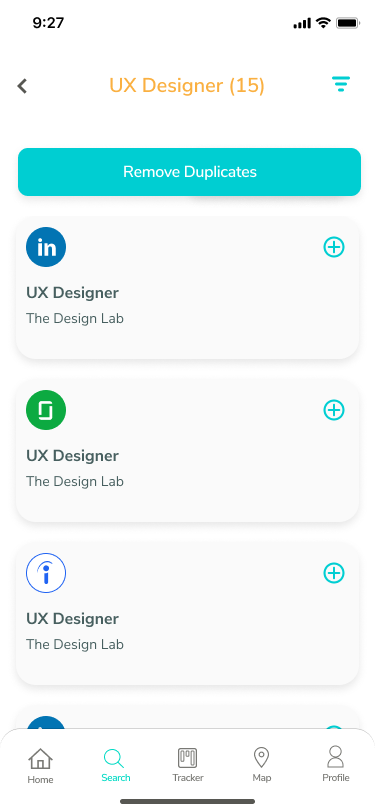 9:27
UX Designer (15)
Remove Duplicates
in
UX Designer
The Design Lab
UX Designer
The Design Lab
UX Designer
The Design Lab
Home
Search
Tracker
Map
Profile